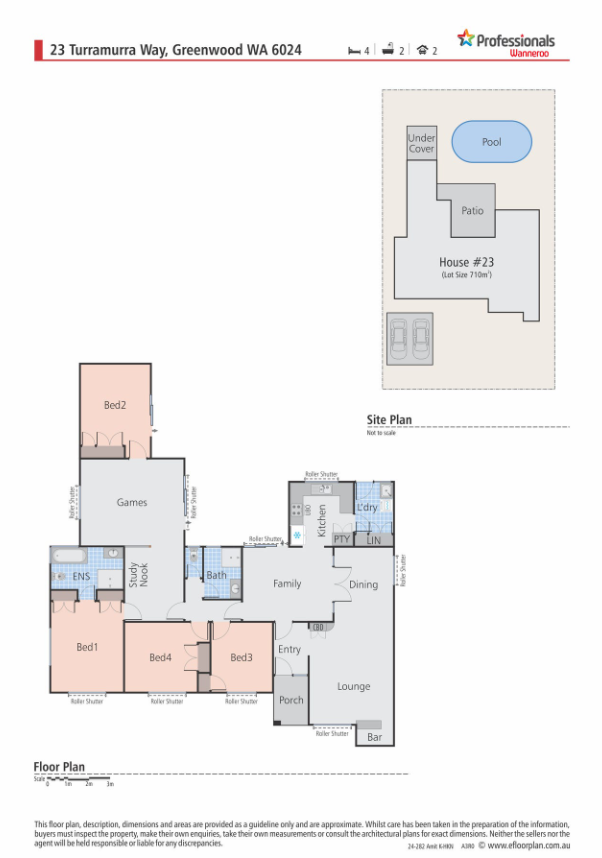 23 Turramurra Way, Greenwood WA 6024
4 2 2
Professionals
Wanneroo
Under
Cover
Pool
Patio
House #23
(Lot Size 710m²)
Site Plan
Not to scale
Bed2
Games
Roller Shutter
Roller Shutter
Roller Shutter
Kitchen
UBO
L'dry
PTY
LIN
Roller Shutter
ENS
Study
Nook
Bath
Family
Dining
Roller Shutter
Bed1
Bed4
Bed3
Entry
CBD
Lounge
Porch
Bar
Roller Shutter
Roller Shutter
Roller Shutter
Roller Shutter
Floor Plan
Scale
0 1m 2m 3m
This floor plan, description, dimensions and areas are provided as a guideline only and are approximate. Whilst care has been taken in the preparation of the information,
buyers must inspect the property, make their own enquiries, take their own measurements or consult the architectural plans for exact dimensions. Neither the sellers nor the
agent will be held responsible or liable for any discrepancies.
24-282 Amit K-HKN A390 © www.efloorplan.com.au